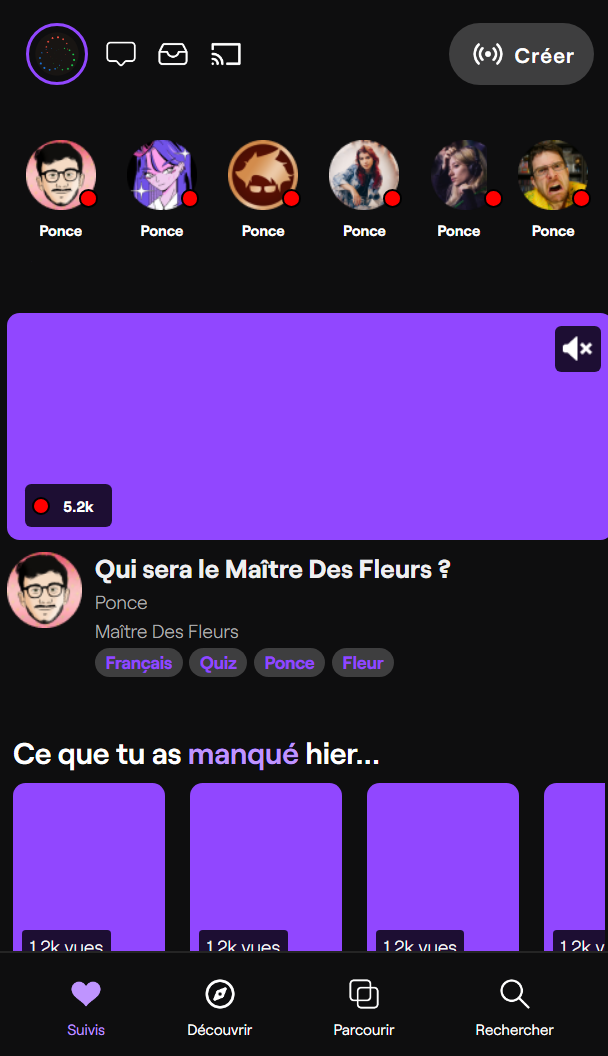 Créer
Ponce Ponce Ponce Ponce Ponce Ponce
5.2k
Qui sera le Maître Des Fleurs ?
Ponce
Maître Des Fleurs
Français Quiz Ponce Fleur
Ce que tu as manqué hier...
1.2k vues 1.2k vues 1.2k vues 1.2k v
Suivis Découvrir Parcourir Rechercher